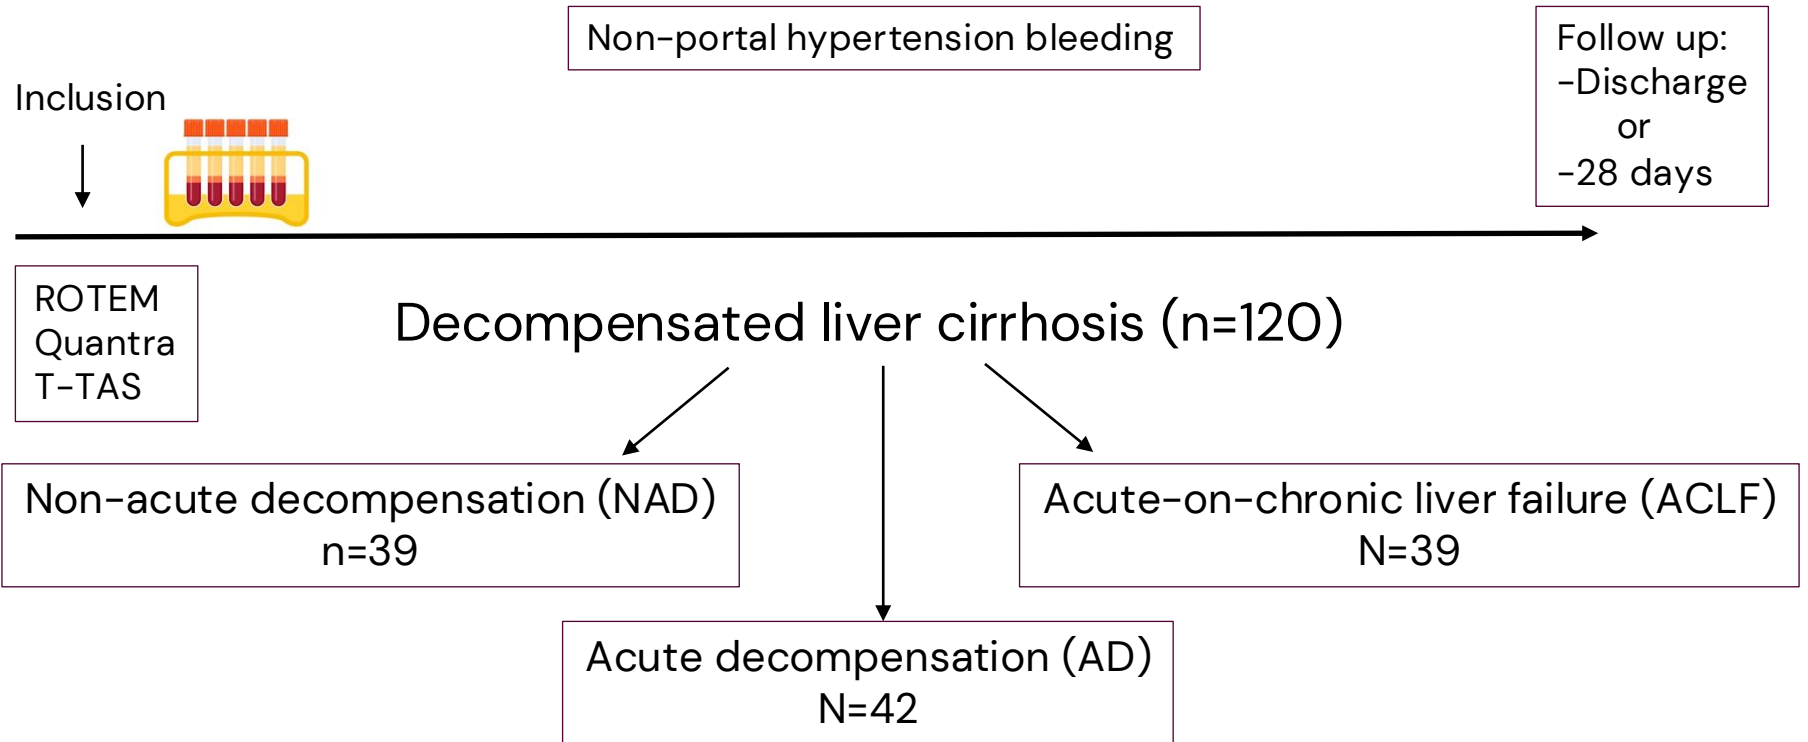 Non-portal hypertension bleeding
Follow up:
-Discharge
or
-28 days
Inclusion
ROTEM
Quantra
T-TAS
Decompensated liver cirrhosis (n=120)
Non-acute decompensation (NAD)
n=39
Acute-on-chronic liver failure (ACLF)
N=39
Acute decompensation (AD)
N=42